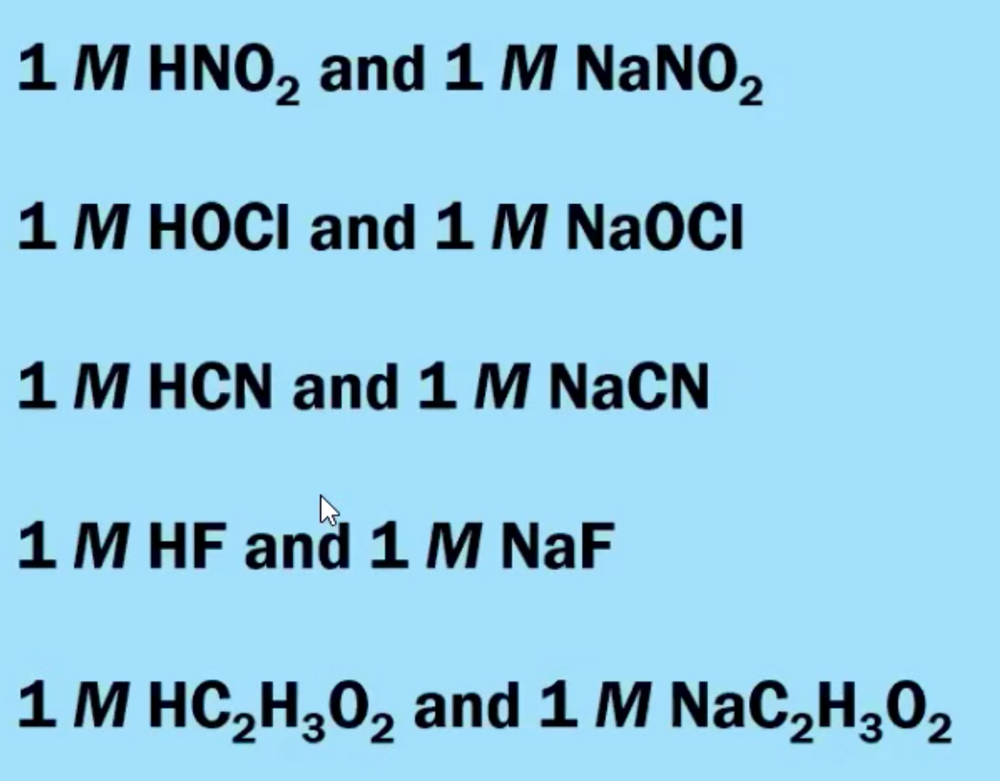 1 M HNO₂ and 1 M NaNO₂
1 M HOCl and 1 M NaOCl
1 M HCN and 1 M NaCN
1 M HF and 1 M NaF
1 M HC₂H₃O₂ and 1 M NaC₂H₃O₂